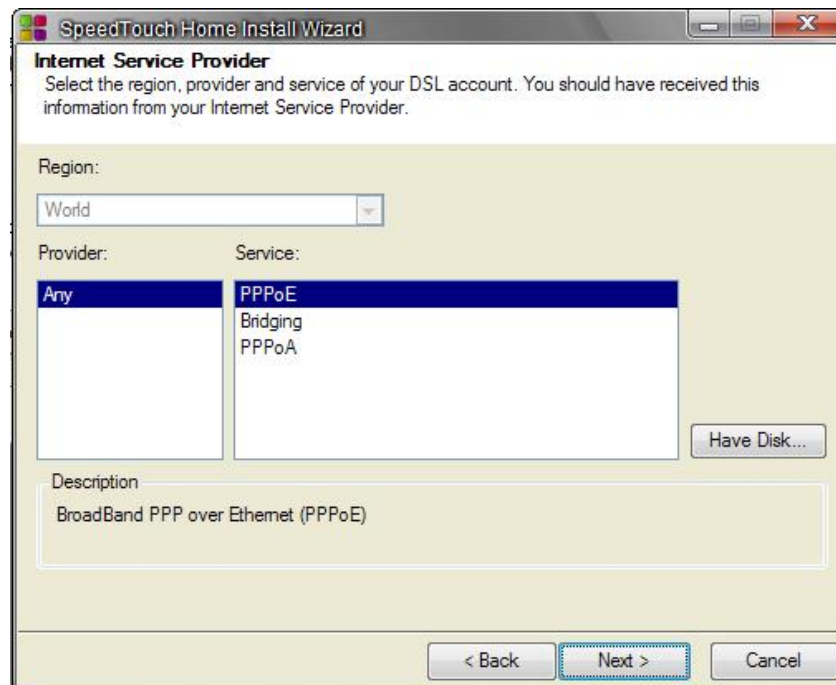 SpeedTouch Home Install Wizard
Internet Service Provider
Select the region, provider and service of your DSL account. You should have received this
information from your Internet Service Provider.
Region:
World
Provider:
Service:
Any
PPPoE
Bridging
PPPoA
Have Disk...
Description
BroadBand PPP over Ethernet (PPPoE)
< Back
Next >
Cancel